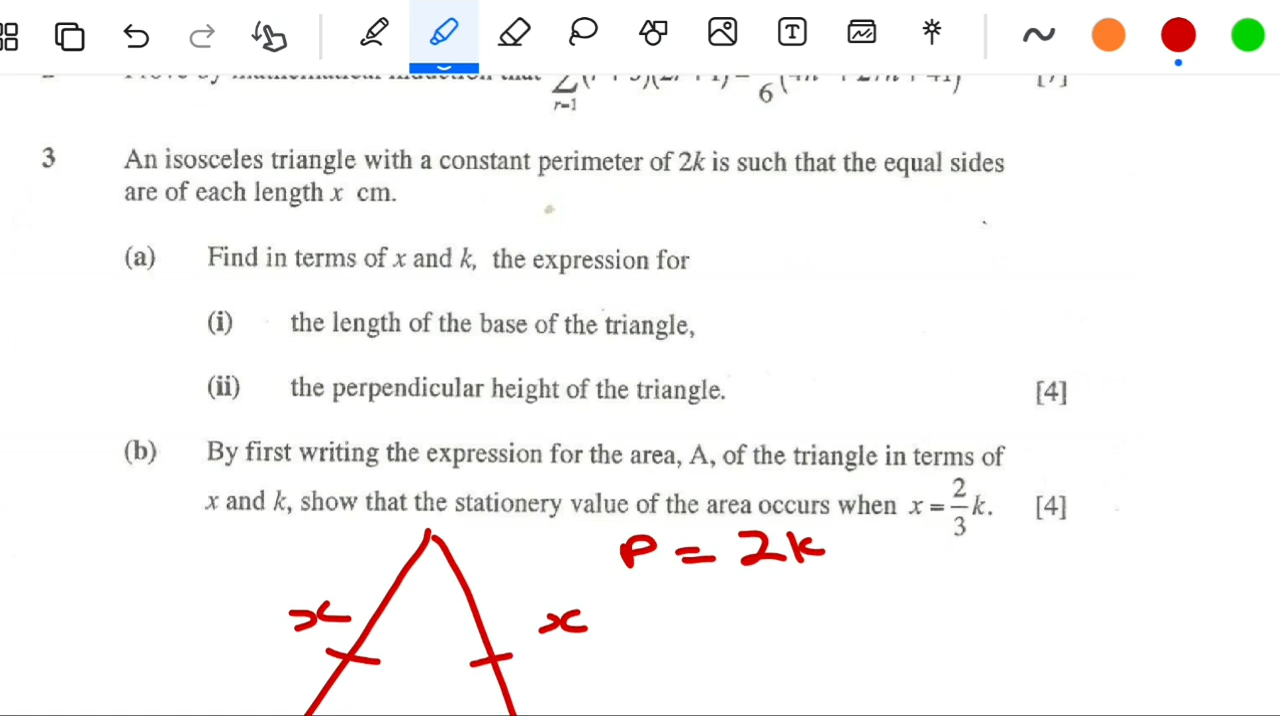 r=1
6
3 An isosceles triangle with a constant perimeter of 2k is such that the equal sides
are of each length x cm.
(a) Find in terms of x and k, the expression for
(i) the length of the base of the triangle,
(ii) the perpendicular height of the triangle. [4]
(b) By first writing the expression for the area, A, of the triangle in terms of
x and k, show that the stationery value of the area occurs when x = 2/3 k. [4]
P = 2k
x x